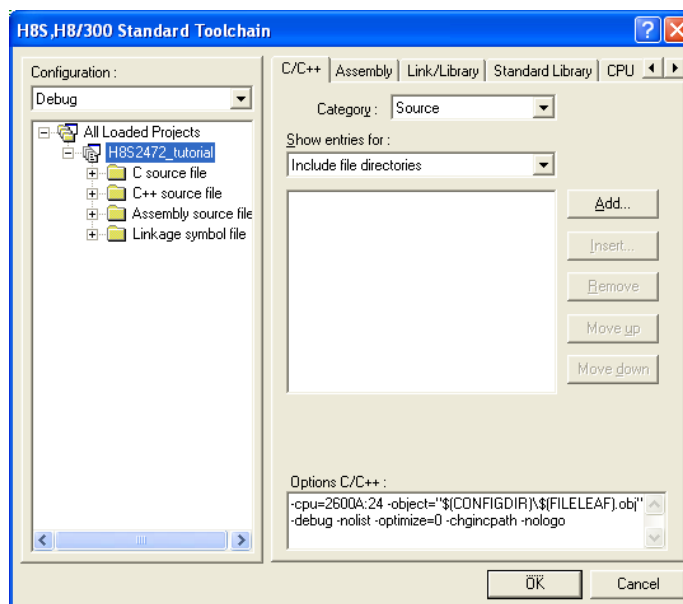 H8S,H8/300 Standard Toolchain
Configuration :
Debug
All Loaded Projects
H8S2472_tutorial
C source file
C++ source file
Assembly source file
Linkage symbol file
C/C++ Assembly Link/Library Standard Library CPU
Category : Source
Show entries for :
Include file directories
Add...
Insert...
Remove
Move up
Move down
Options C/C++ :
-cpu=2600A:24 -object="$(CONFIGDIR)\$(FILELEAF).obj"
-debug -nolist -optimize=0 -chgincpath -nologo
OK Cancel